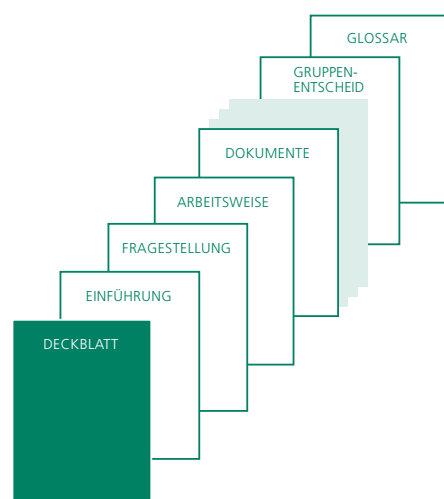 GLOSSAR
GRUPPEN-
ENTSCHEID
DOKUMENTE
ARBEITSWEISE
FRAGESTELLUNG
EINFÜHRUNG
DECKBLATT